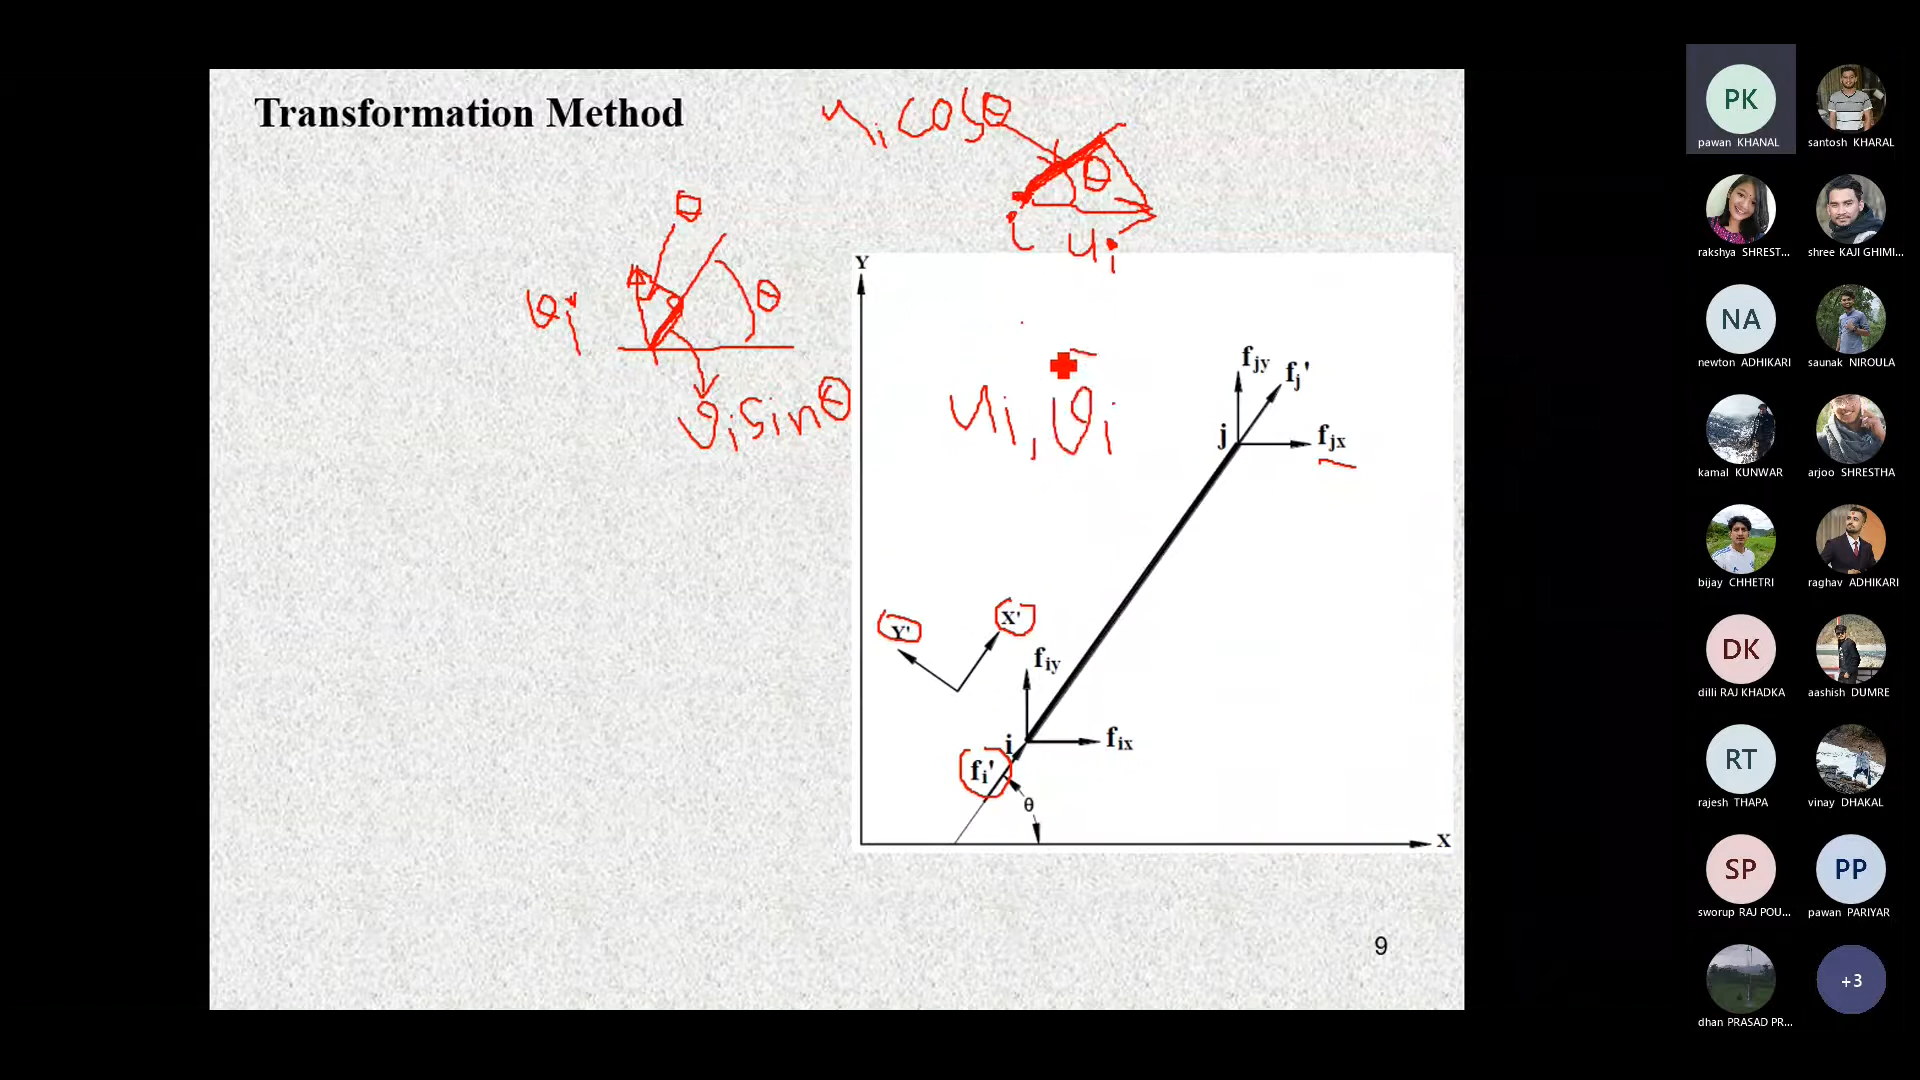 Transformation Method
uᵢ cosθ
θ
i
uᵢ
θ
vᵢ
vᵢ sinθ
Y
uᵢ, vᵢ
fjy
fj'
j
fjx
Y'
X'
fiy
i
fix
fi'
θ
X
9
PK
pawan KHANAL
santosh KHARAL
rakshya SHREST...
shree KAJI GHIMI...
NA
newton ADHIKARI
saunak NIROULA
kamal KUNWAR
arjoo SHRESTHA
bijay CHHETRI
raghav ADHIKARI
DK
dilli RAJ KHADKA
aashish DUMRE
RT
rajesh THAPA
vinay DHAKAL
SP
sworup RAJ POU...
PP
pawan PARIYAR
dhan PRASAD PR...
+3